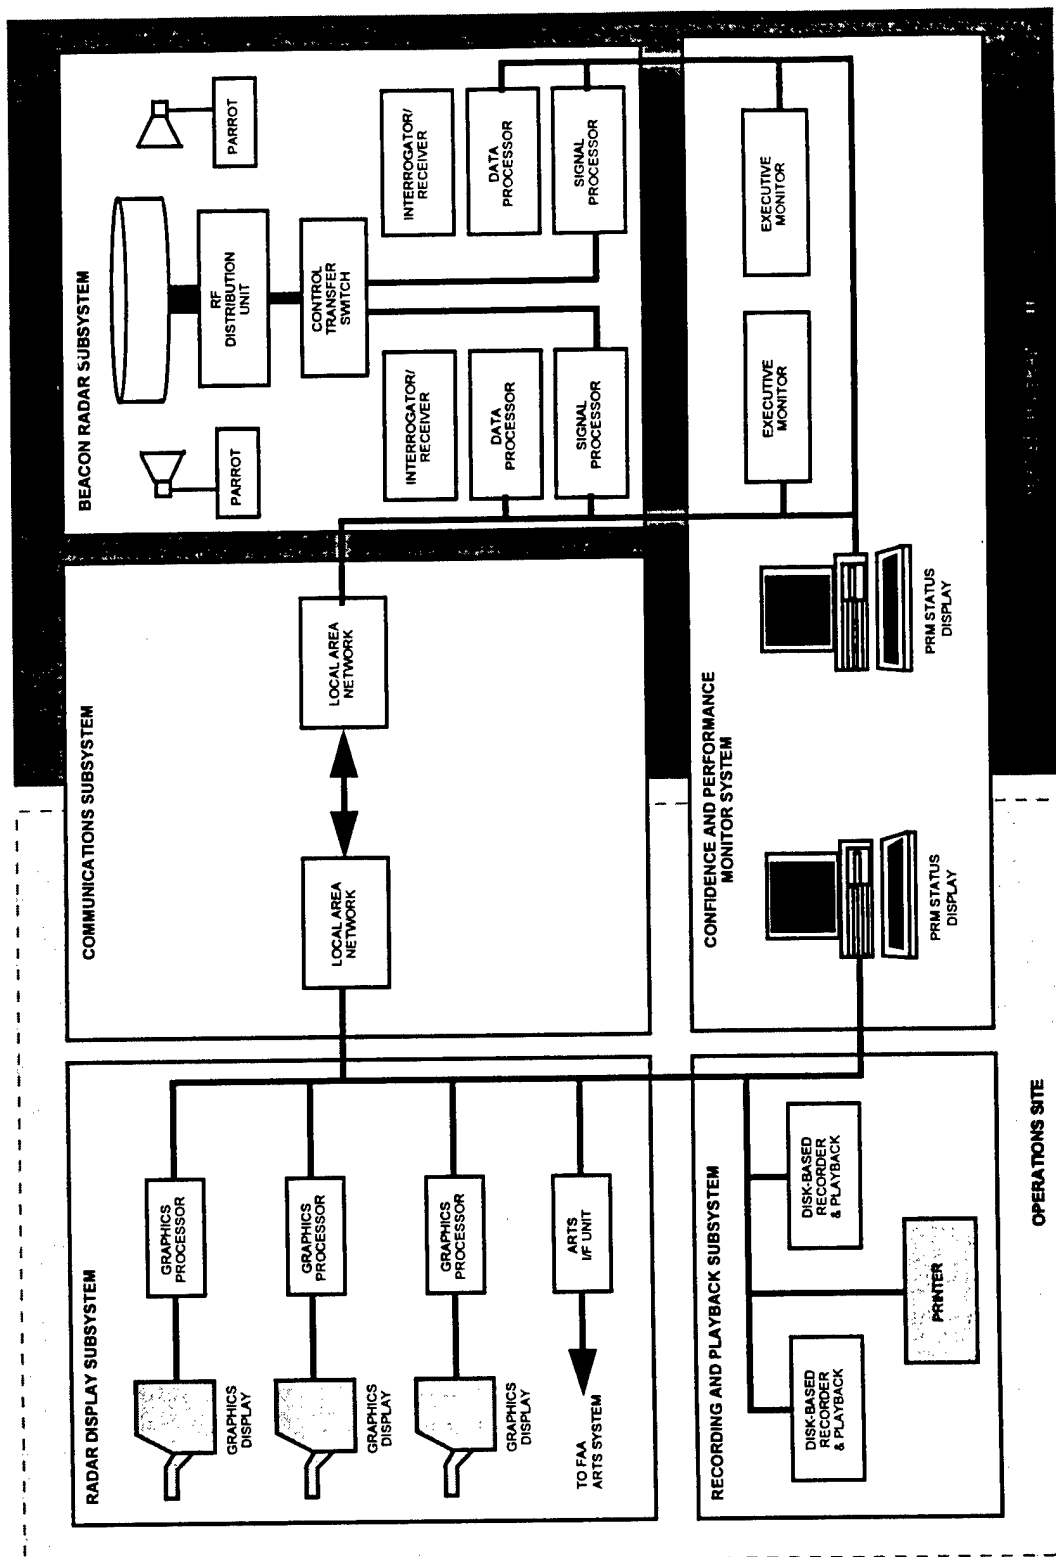 RADAR DISPLAY SUBSYSTEM
GRAPHICS
DISPLAY
GRAPHICS
PROCESSOR
GRAPHICS
DISPLAY
GRAPHICS
PROCESSOR
GRAPHICS
DISPLAY
GRAPHICS
PROCESSOR
TO FAA
ARTS SYSTEM
ARTS
I/F UNIT
COMMUNICATIONS SUBSYSTEM
LOCAL AREA
NETWORK
LOCAL AREA
NETWORK
BEACON RADAR SUBSYSTEM
PARROT
PARROT
RF
DISTRIBUTION
UNIT
CONTROL
TRANSFER
SWITCH
INTERROGATOR/
RECEIVER
INTERROGATOR/
RECEIVER
DATA
PROCESSOR
DATA
PROCESSOR
SIGNAL
PROCESSOR
SIGNAL
PROCESSOR
RECORDING AND PLAYBACK SUBSYSTEM
DISK-BASED
RECORDER
& PLAYBACK
DISK-BASED
RECORDER
& PLAYBACK
PRINTER
CONFIDENCE AND PERFORMANCE
MONITOR SYSTEM
PRM STATUS
DISPLAY
PRM STATUS
DISPLAY
EXECUTIVE
MONITOR
EXECUTIVE
MONITOR
OPERATIONS SITE